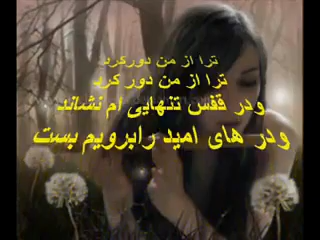 ترا از من دورکرد
ترا از من دور کرد
ودر قفس تنهایی ام نشاند
ودر های امید رابرویم بست